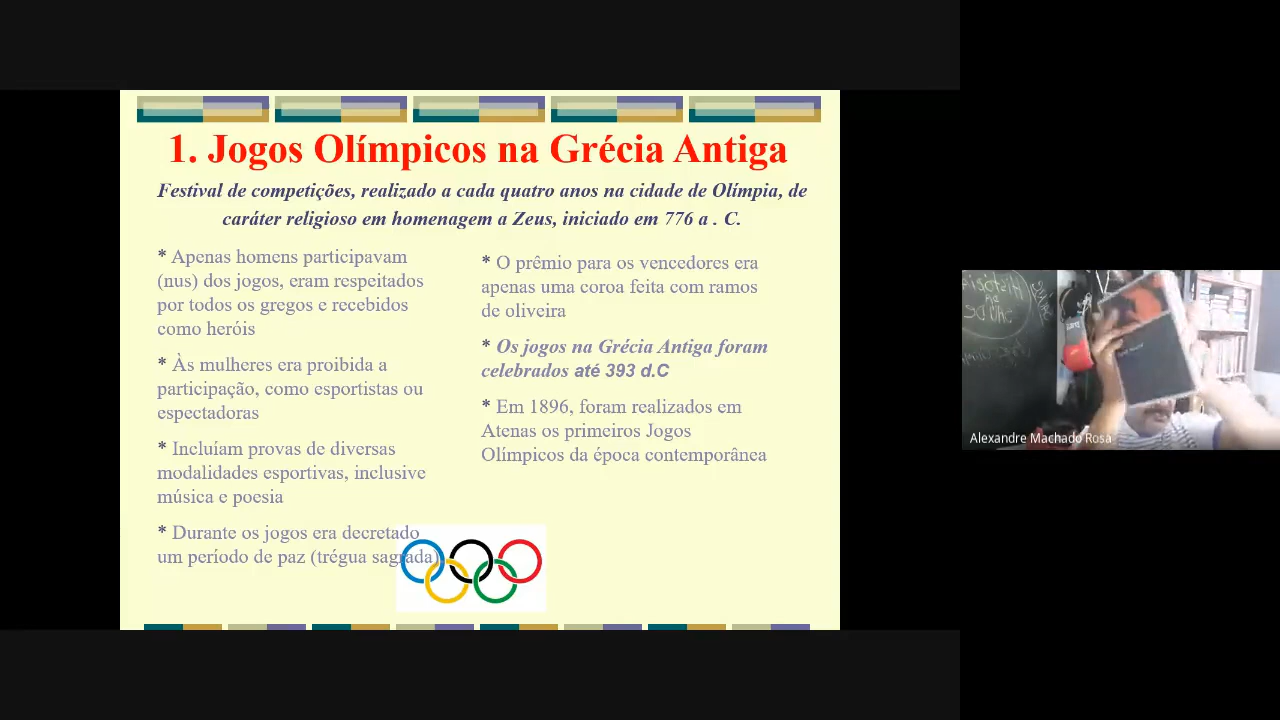 1. Jogos Olímpicos na Grécia Antiga
Festival de competições, realizado a cada quatro anos na cidade de Olímpia, de
caráter religioso em homenagem a Zeus, iniciado em 776 a . C.
* Apenas homens participavam
(nus) dos jogos, eram respeitados
por todos os gregos e recebidos
como heróis
* Às mulheres era proibida a
participação, como esportistas ou
espectadoras
* Incluíam provas de diversas
modalidades esportivas, inclusive
música e poesia
* Durante os jogos era decretado
um período de paz (trégua sagrada)
* O prêmio para os vencedores era
apenas uma coroa feita com ramos
de oliveira
* Os jogos na Grécia Antiga foram
celebrados até 393 d.C
* Em 1896, foram realizados em
Atenas os primeiros Jogos
Olímpicos da época contemporânea
Alexandre Machado Rosa